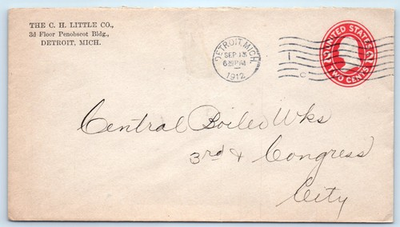 THE C. H. LITTLE CO.,
3d Floor Penobscot Bldg.,
DETROIT, MICH.
DETROIT, MICH.
SEP 13
1912
UNITED STATES
TWO CENTS
Central Boiler Wks
3rd & Congress
City